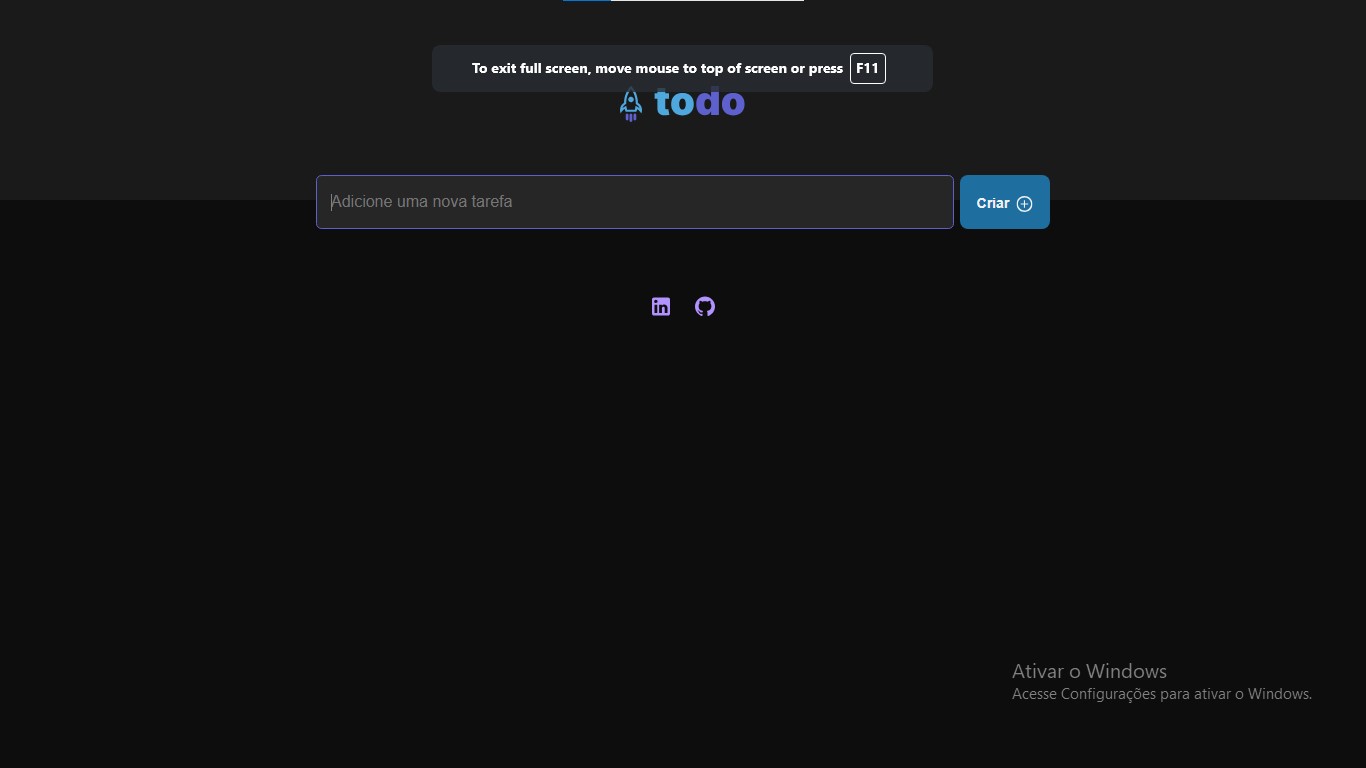 To exit full screen, move mouse to top of screen or press F11
todo
Adicione uma nova tarefa
Criar
in
Ativar o Windows
Acesse Configurações para ativar o Windows.